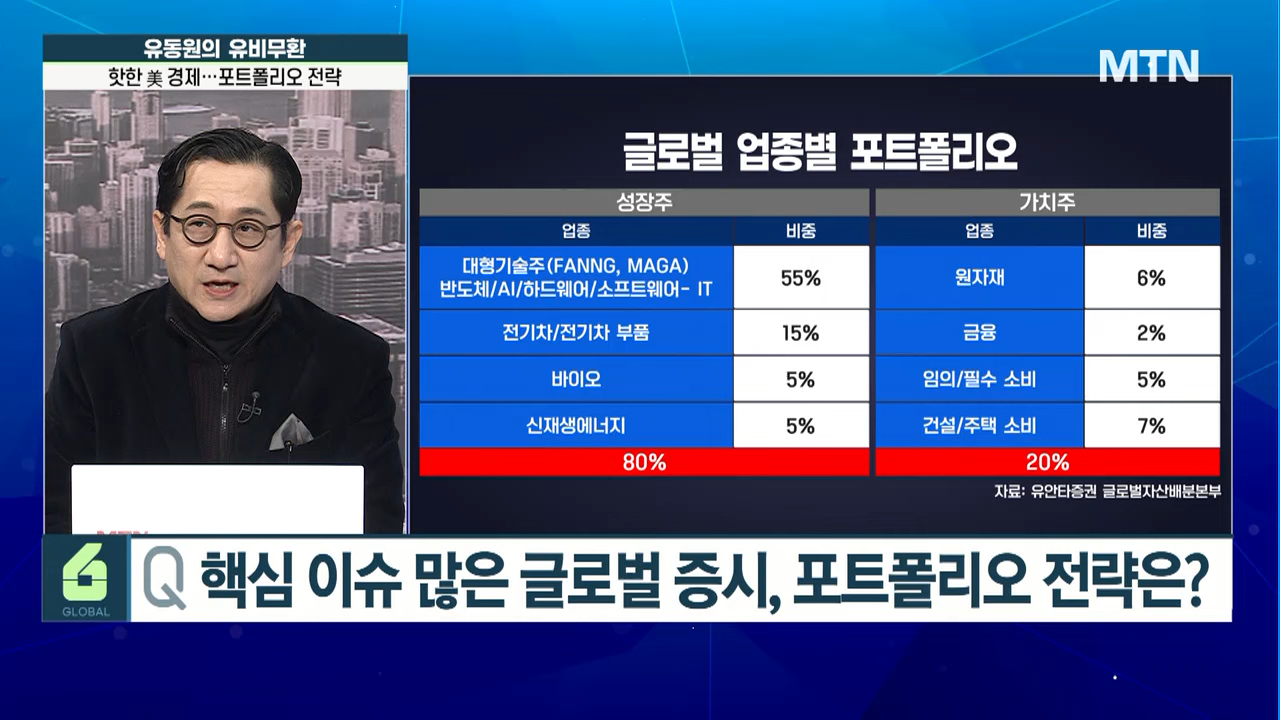 유동원의 유비무환
핫한 美 경제…포트폴리오 전략
MTN
글로벌 업종별 포트폴리오
성장주
가치주
업종
비중
업종
비중
대형기술주(FANNG, MAGA)
반도체/AI/하드웨어/소프트웨어- IT
55%
원자재
6%
전기차/전기차 부품
15%
금융
2%
바이오
5%
임의/필수 소비
5%
신재생에너지
5%
건설/주택 소비
7%
80%
20%
자료: 유안타증권 글로벌자산배분본부
MTN
6
GLOBAL
Q 핵심 이슈 많은 글로벌 증시, 포트폴리오 전략은?